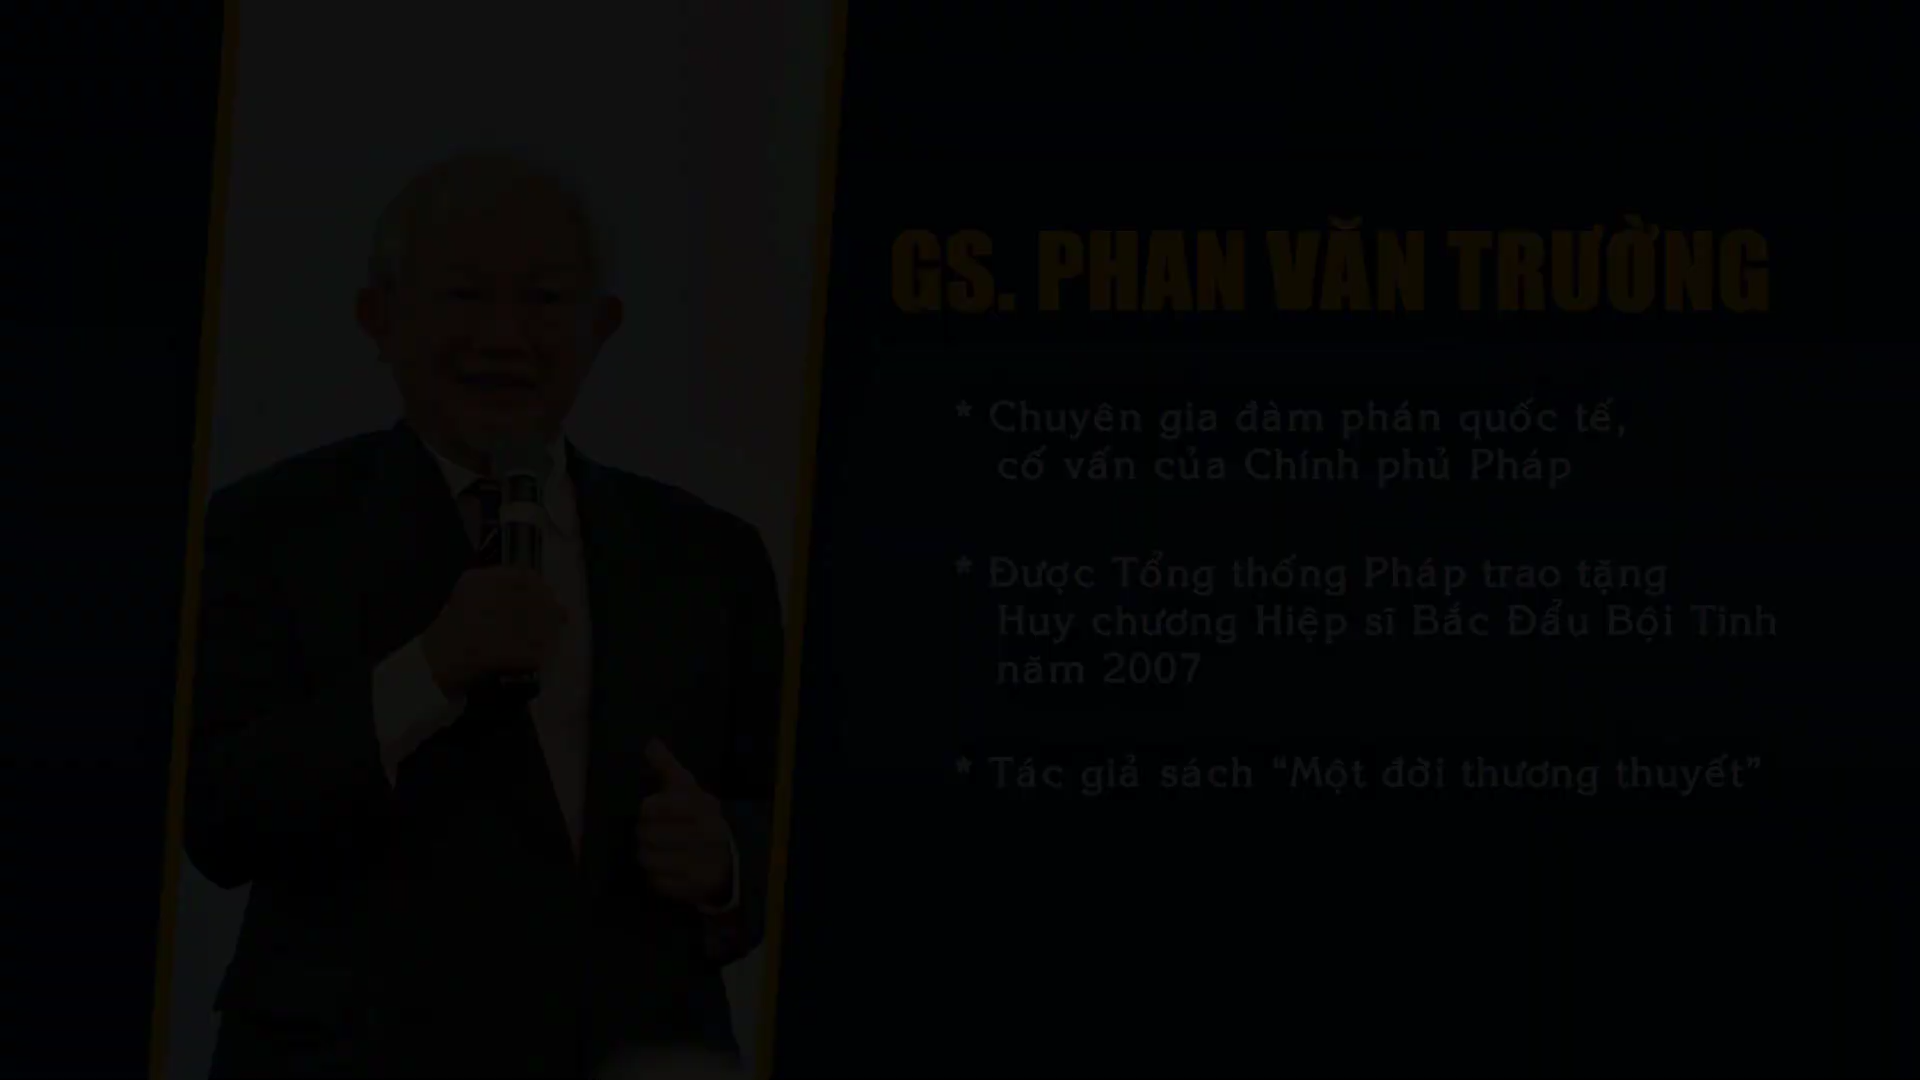 GS. PHAN VĂN TRƯỜNG
* Chuyên gia đàm phán quốc tế,
cố vấn của Chính phủ Pháp
* Được Tổng thống Pháp trao tặng
Huy chương Hiệp sĩ Bắc Đẩu Bội Tinh
năm 2007
* Tác giả sách “Một đời thương thuyết”